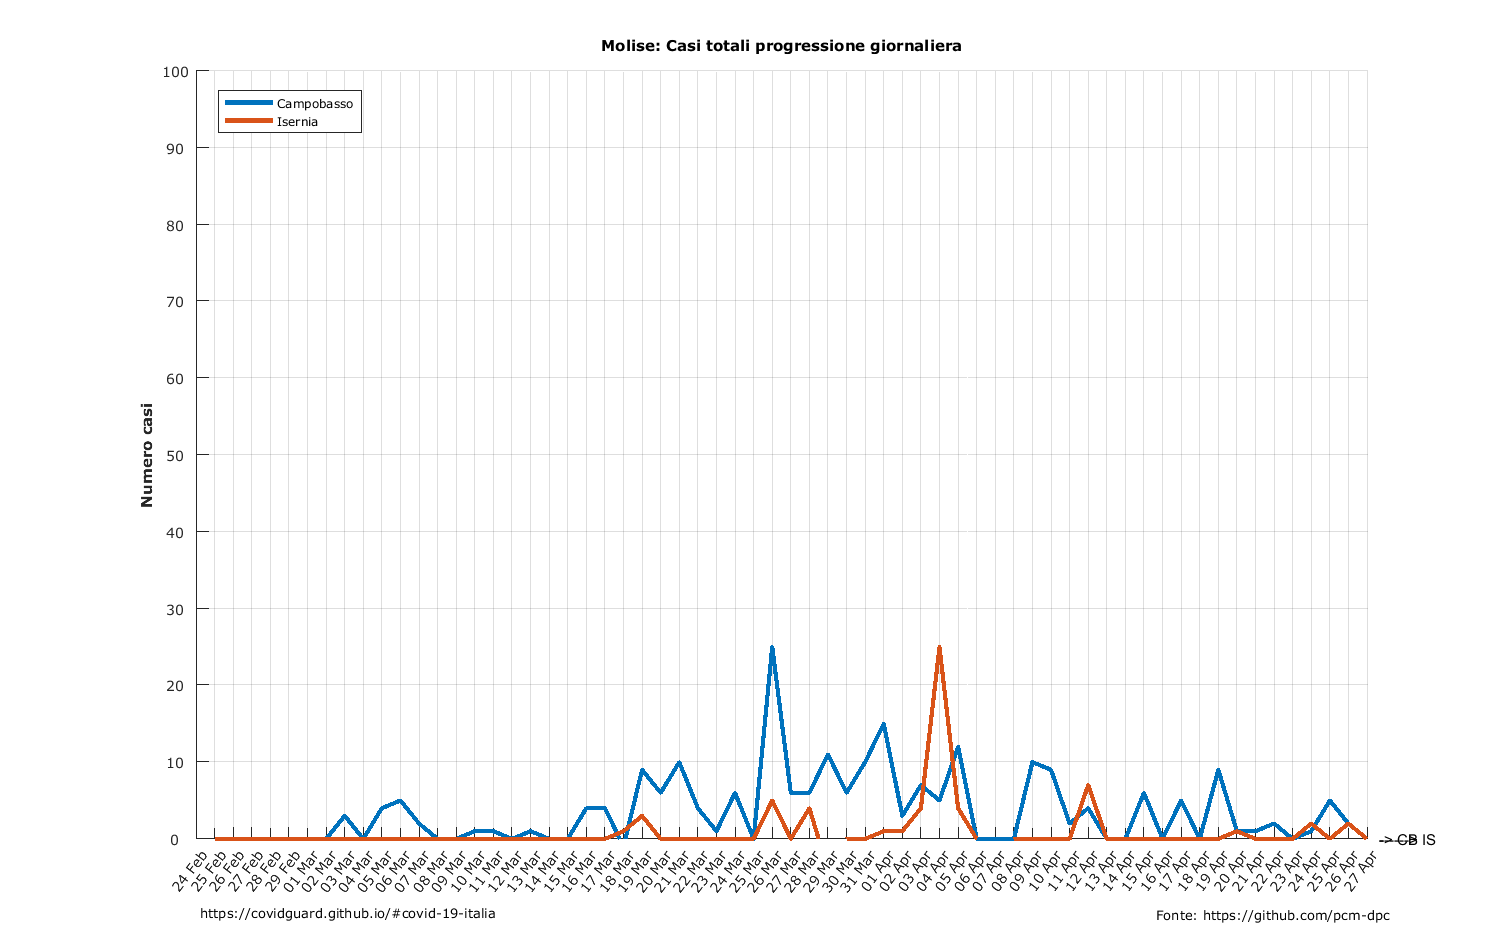 Molise: Casi totali progressione giornaliera
100
90
80
70
60
50
40
30
20
10
0
Numero casi
Campobasso
Isernia
24 Feb
25 Feb
26 Feb
27 Feb
28 Feb
29 Feb
01 Mar
02 Mar
03 Mar
04 Mar
05 Mar
06 Mar
07 Mar
08 Mar
09 Mar
10 Mar
11 Mar
12 Mar
13 Mar
14 Mar
15 Mar
16 Mar
17 Mar
18 Mar
19 Mar
20 Mar
21 Mar
22 Mar
23 Mar
24 Mar
25 Mar
26 Mar
27 Mar
28 Mar
29 Mar
30 Mar
31 Mar
01 Apr
02 Apr
03 Apr
04 Apr
05 Apr
06 Apr
07 Apr
08 Apr
09 Apr
10 Apr
11 Apr
12 Apr
13 Apr
14 Apr
15 Apr
16 Apr
17 Apr
18 Apr
19 Apr
20 Apr
21 Apr
22 Apr
23 Apr
24 Apr
25 Apr
26 Apr
27 Apr
-> CB IS
https://covidguard.github.io/#covid-19-italia
Fonte: https://github.com/pcm-dpc